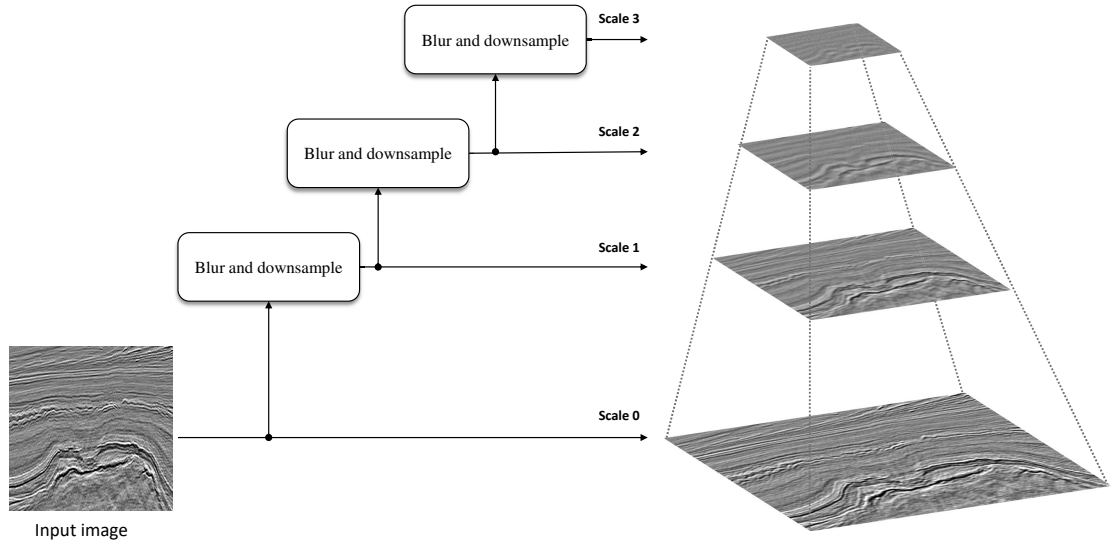 Scale 3
Blur and downsample
Scale 2
Blur and downsample
Scale 1
Blur and downsample
Scale 0
Input image